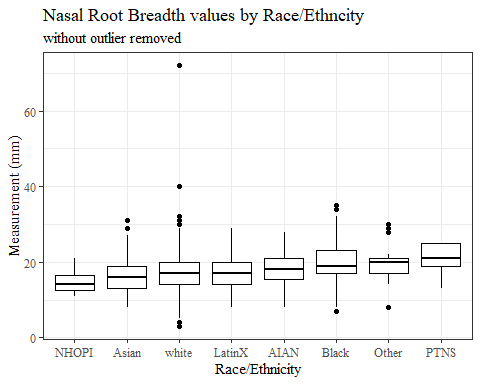 Nasal Root Breadth values by Race/Ethncity
without outlier removed
Measurement (mm)
60
40
20
0
NHOPI Asian white LatinX AIAN Black Other PTNS
Race/Ethnicity